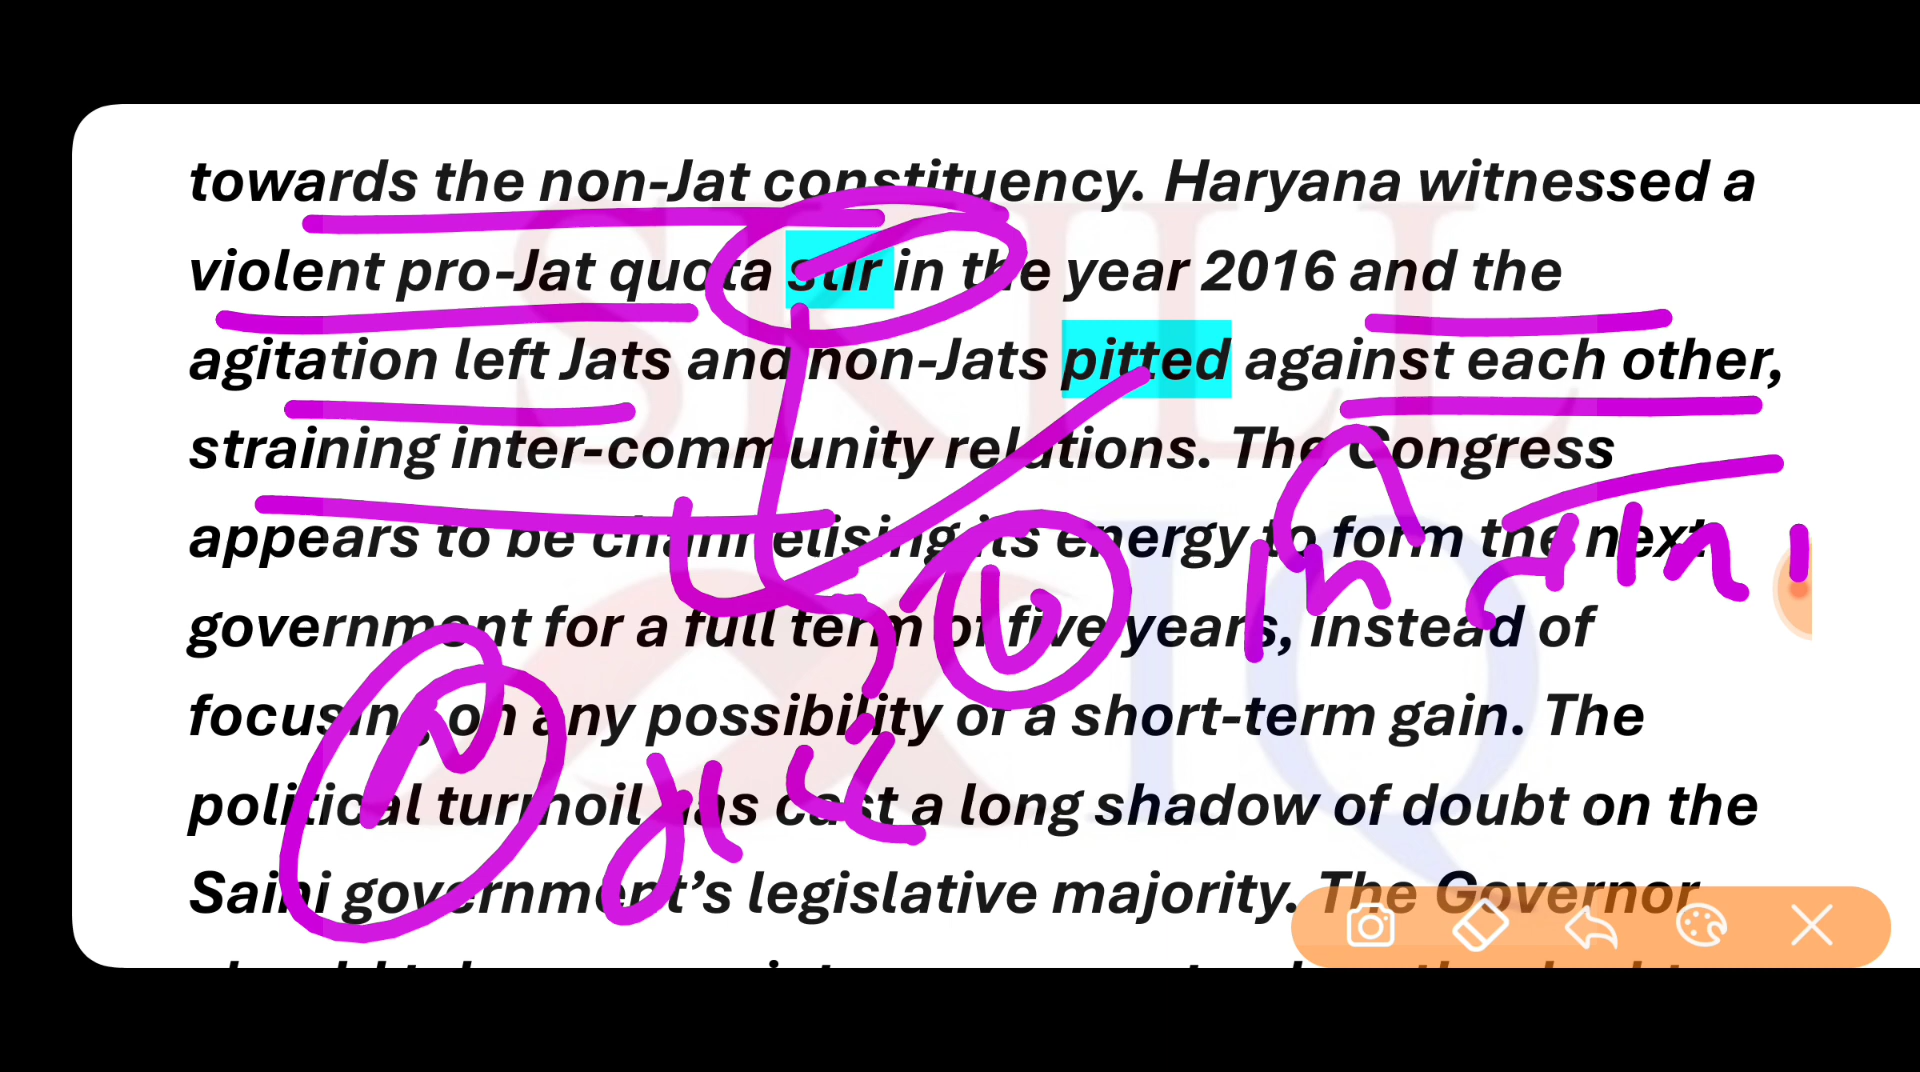 towards the non-Jat constituency. Haryana witnessed a
violent pro-Jat quota stir in the year 2016 and the
agitation left Jats and non-Jats pitted against each other,
straining inter-community relations. The Congress
appears to be channelising its energy to form the next
government for a full term of five years, instead of
focusing on any possibility of a short-term gain. The
political turmoil has cast a long shadow of doubt on the
Saini government’s legislative majority. The Governor
SKILL
IQ